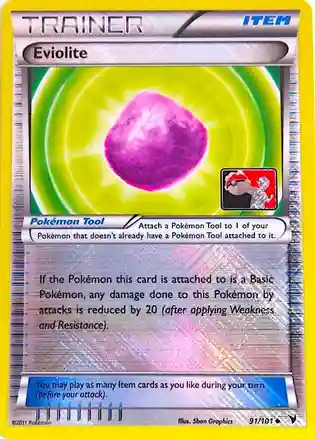 TRAINER
ITEM
Eviolite
Pokémon Tool
Attach a Pokémon Tool to 1 of your
Pokémon that doesn't already have a Pokémon Tool attached to it.
If the Pokémon this card is attached to is a Basic
Pokémon, any damage done to this Pokémon by
attacks is reduced by 20 (after applying Weakness
and Resistance).
You may play as many Item cards as you like during your turn
(before your attack).
©2011 Pokémon
Illus. 5ban Graphics
91/101